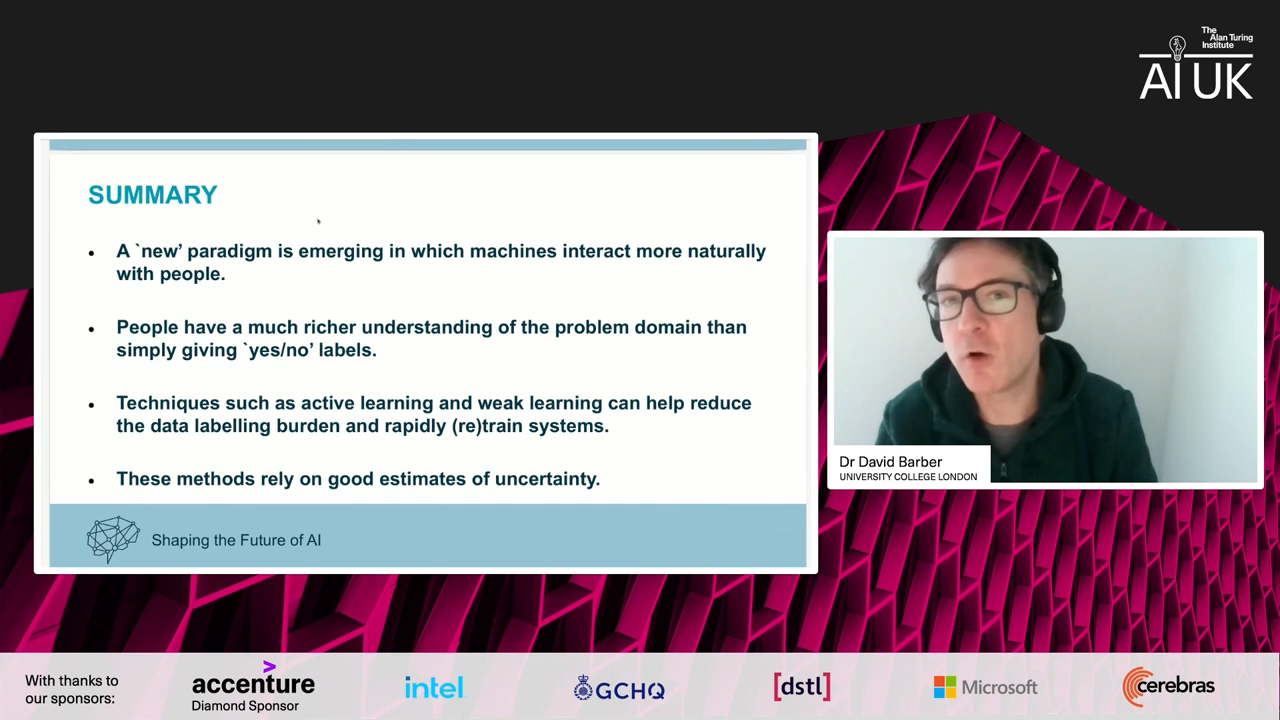 The
Alan Turing
Institute
AI UK
SUMMARY
• A `new’ paradigm is emerging in which machines interact more naturally
with people.
• People have a much richer understanding of the problem domain than
simply giving `yes/no’ labels.
• Techniques such as active learning and weak learning can help reduce
the data labelling burden and rapidly (re)train systems.
• These methods rely on good estimates of uncertainty.
Shaping the Future of AI
Dr David Barber
UNIVERSITY COLLEGE LONDON
With thanks to
our sponsors:
accenture
Diamond Sponsor
intel
GCHQ
[dstl]
Microsoft
cerebras